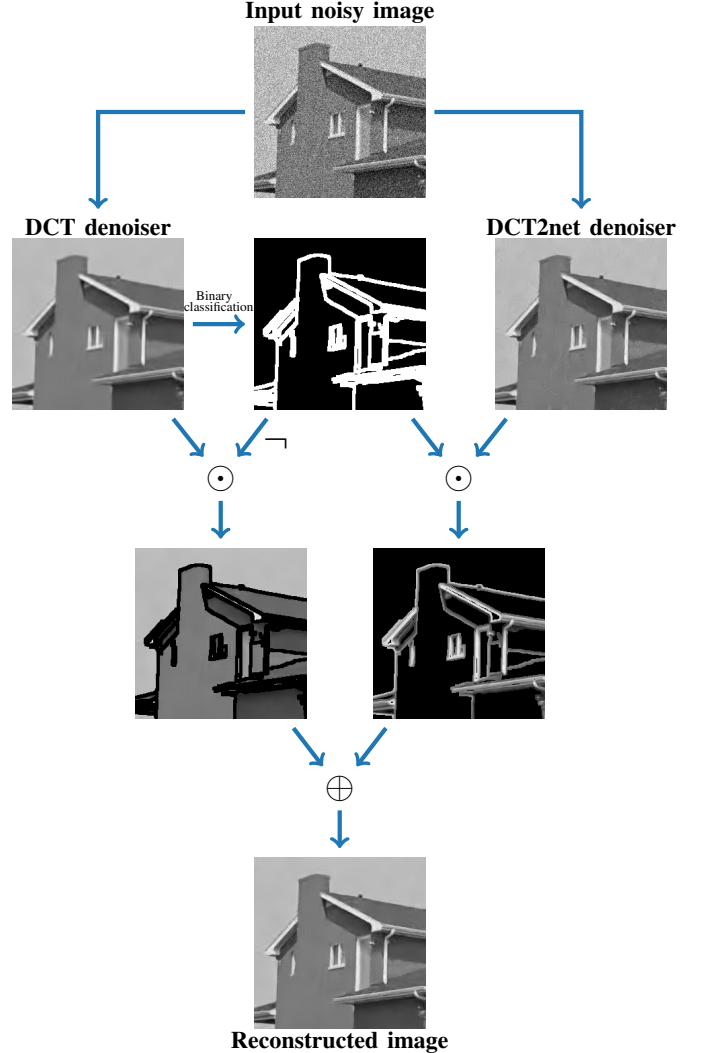 Input noisy image
DCT denoiser
DCT2net denoiser
Binary
classification
¬
Reconstructed image